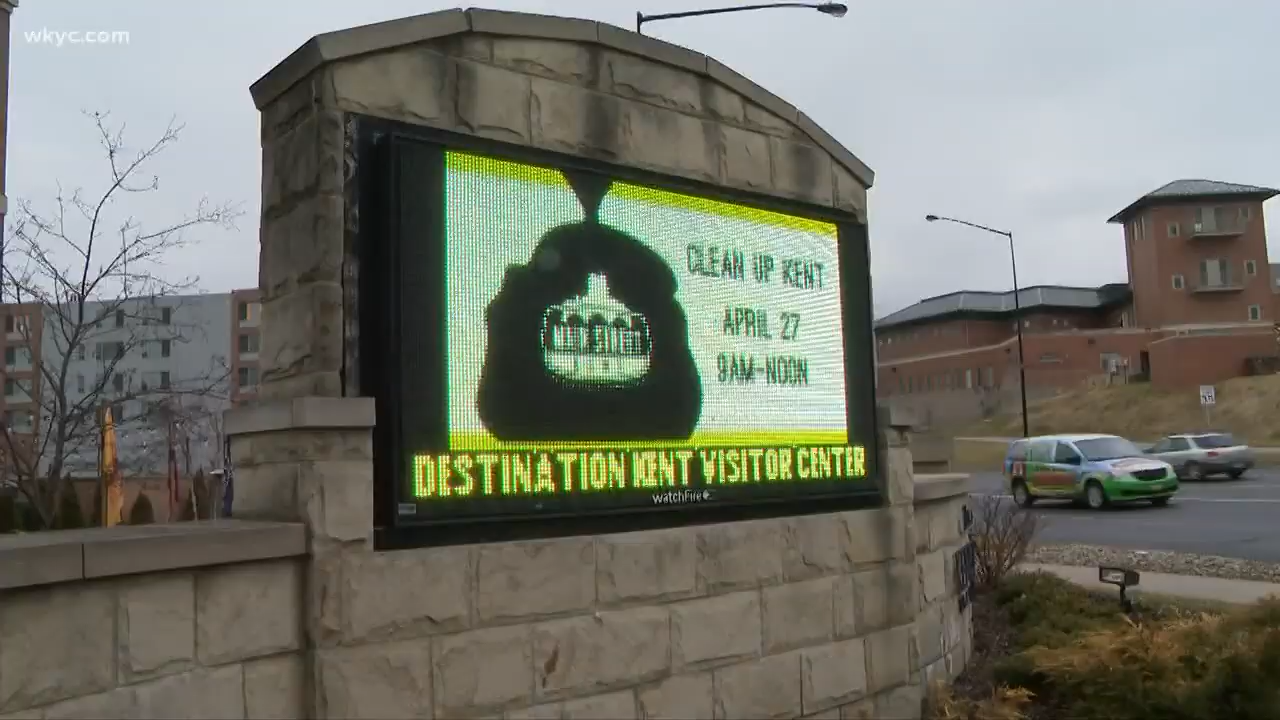 wkyc.com
CLEAN UP KENT
APRIL 27
9AM-NOON
DESTINATION KENT VISITOR CENTER
watchFire